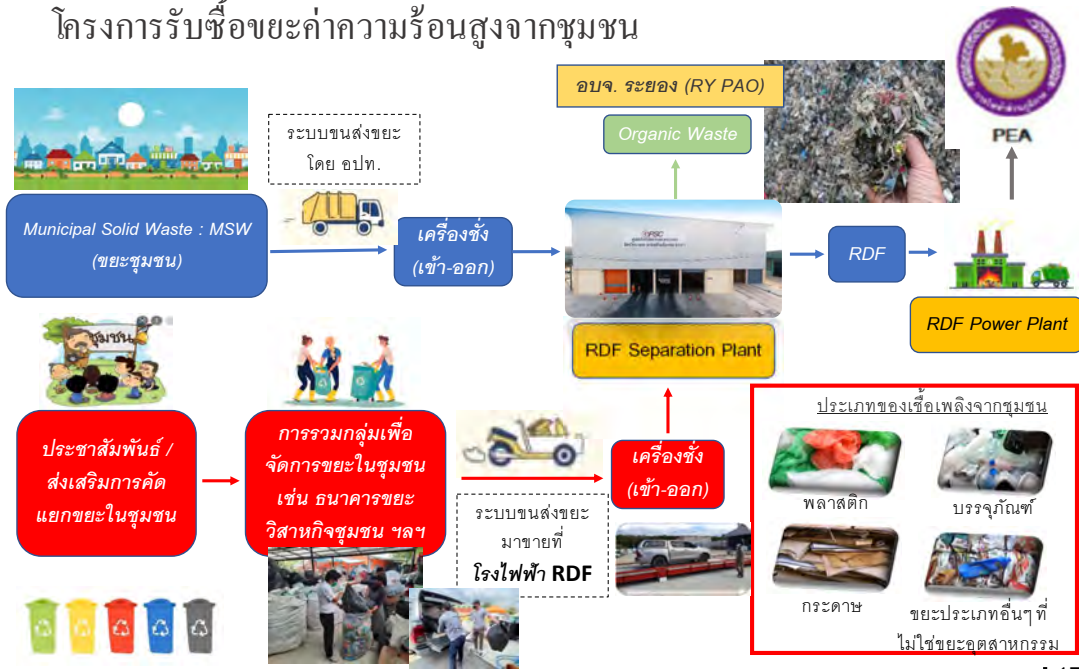 โครงการรับซื้อขยะค่าความร้อนสูงจากชุมชน
อบจ. ระยอง (RY PAO)
Organic Waste
PEA
ระบบขนส่งขยะ
โดย อปท.
Municipal Solid Waste : MSW
(ขยะชุมชน)
เครื่องชั่ง
(เข้า-ออก)
RDF
RDF Power Plant
RDF Separation Plant
ชุมชน
ประชาสัมพันธ์ /
ส่งเสริมการคัด
แยกขยะในชุมชน
การรวมกลุ่มเพื่อ
จัดการขยะในชุมชน
เช่น ธนาคารขยะ
วิสาหกิจชุมชน ฯลฯ
ระบบขนส่งขยะ
มาขายที่
โรงไฟฟ้า RDF
เครื่องชั่ง
(เข้า-ออก)
ประเภทของเชื้อเพลิงจากชุมชน
พลาสติก
บรรจุภัณฑ์
กระดาษ
ขยะประเภทอื่นๆ ที่
ไม่ใช่ขยะอุตสาหกรรม